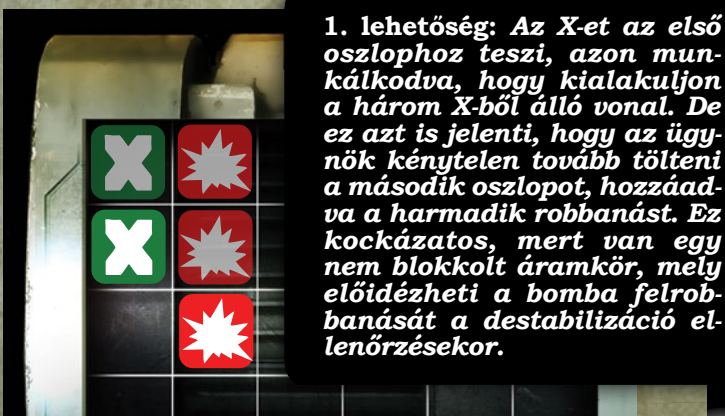 1. lehetőség: Az X-et az első
oszlophoz teszi, azon mun-
kálkodva, hogy kialakuljon
a három X-ből álló vonal. De
ez azt is jelenti, hogy az ügy-
nök kénytelen tovább tölteni
a második oszlopot, hozzáad-
va a harmadik robbanást. Ez
kockázatos, mert van egy
nem blokkolt áramkör, mely
előidézheti a bomba felrob-
banását a destabilizáció el-
lenőrzésekor.
X
X